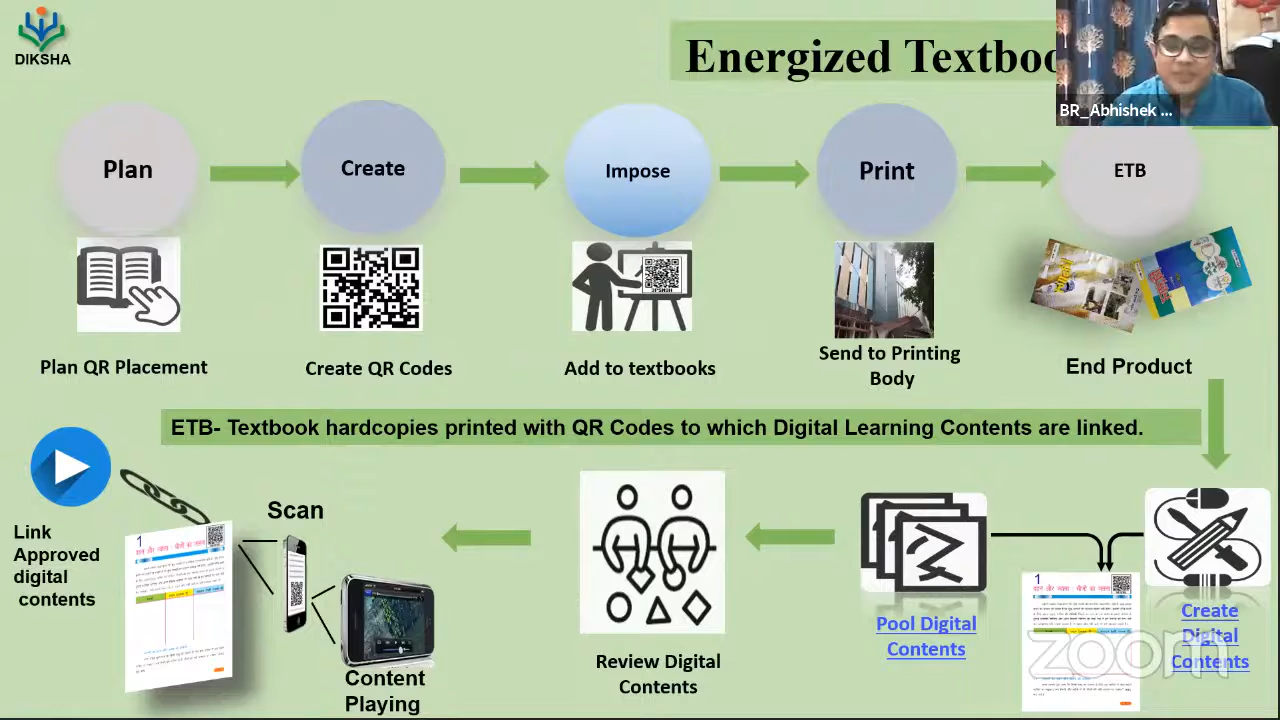 DIKSHA
Energized Textboo
BR_Abhishek ...
Plan
Create
Impose
Print
ETB
Plan QR Placement
Create QR Codes
Add to textbooks
Send to Printing
Body
End Product
ETB- Textbook hardcopies printed with QR Codes to which Digital Learning Contents are linked.
Link
Approved
digital
contents
Scan
Content
Playing
1
Review Digital
Contents
Pool Digital
Contents
1
Create
Digital
Contents
zoom